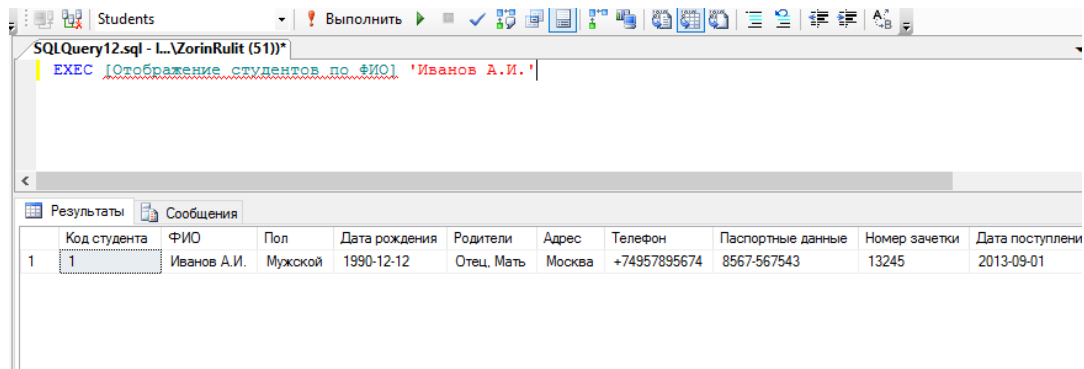 Students Выполнить
SQLQuery12.sql - I...\ZorinRulit (51))*
EXEC [Отображение студентов по ФИО] 'Иванов А.И.'
Результаты Сообщения
Код студента ФИО Пол Дата рождения Родители Адрес Телефон Паспортные данные Номер зачетки Дата поступлени
1 1 Иванов А.И. Мужской 1990-12-12 Отец, Мать Москва +74957895674 8567-567543 13245 2013-09-01